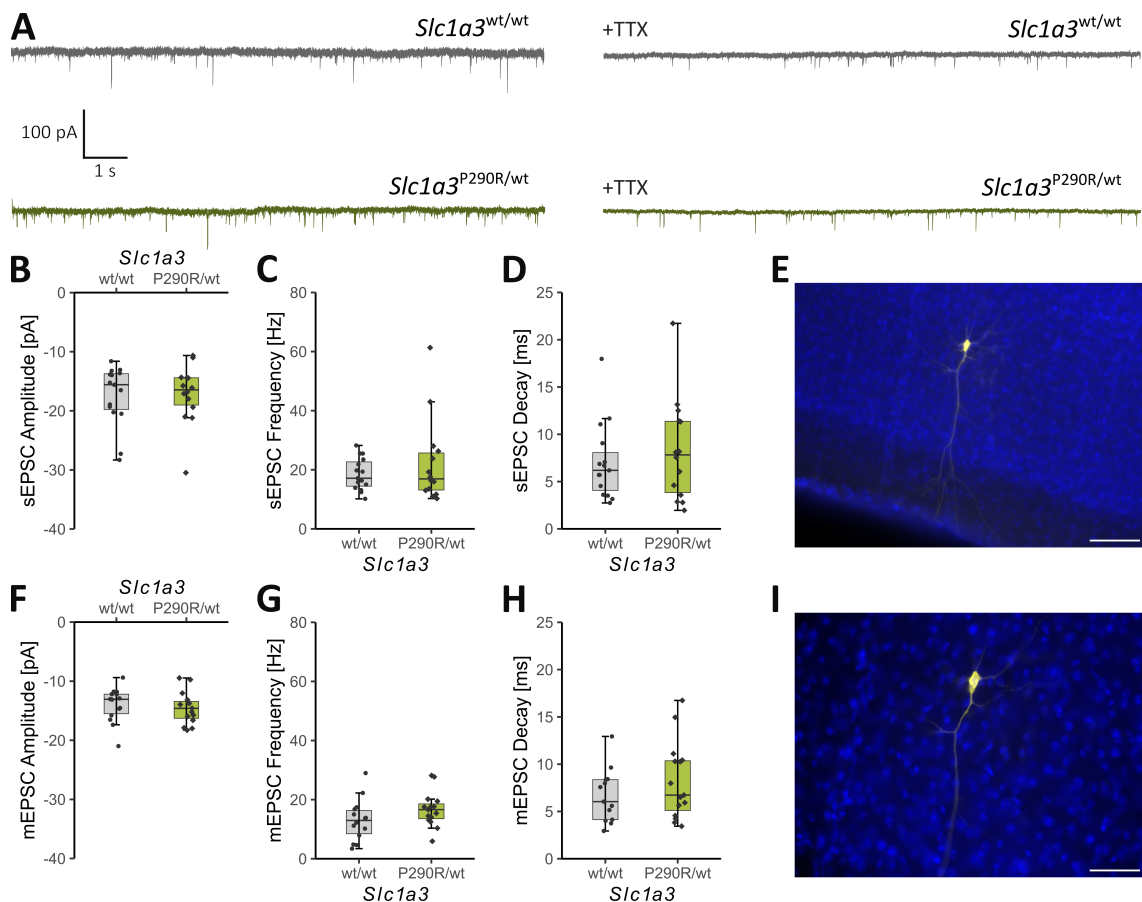 A
Slc1a3wt/wt
+TTX
Slc1a3wt/wt
100 pA
1 s
Slc1a3P290R/wt
+TTX
Slc1a3P290R/wt
B
Slc1a3
wt/wt P290R/wt
sEPSC Amplitude [pA]
0
-10
-20
-30
-40
C
sEPSC Frequency [Hz]
80
60
40
20
0
wt/wt P290R/wt
Slc1a3
D
sEPSC Decay [ms]
25
20
15
10
5
0
wt/wt P290R/wt
Slc1a3
E
F
Slc1a3
wt/wt P290R/wt
mEPSC Amplitude [pA]
0
-10
-20
-30
-40
G
mEPSC Frequency [Hz]
80
60
40
20
0
wt/wt P290R/wt
Slc1a3
H
mEPSC Decay [ms]
25
20
15
10
5
0
wt/wt P290R/wt
Slc1a3
I